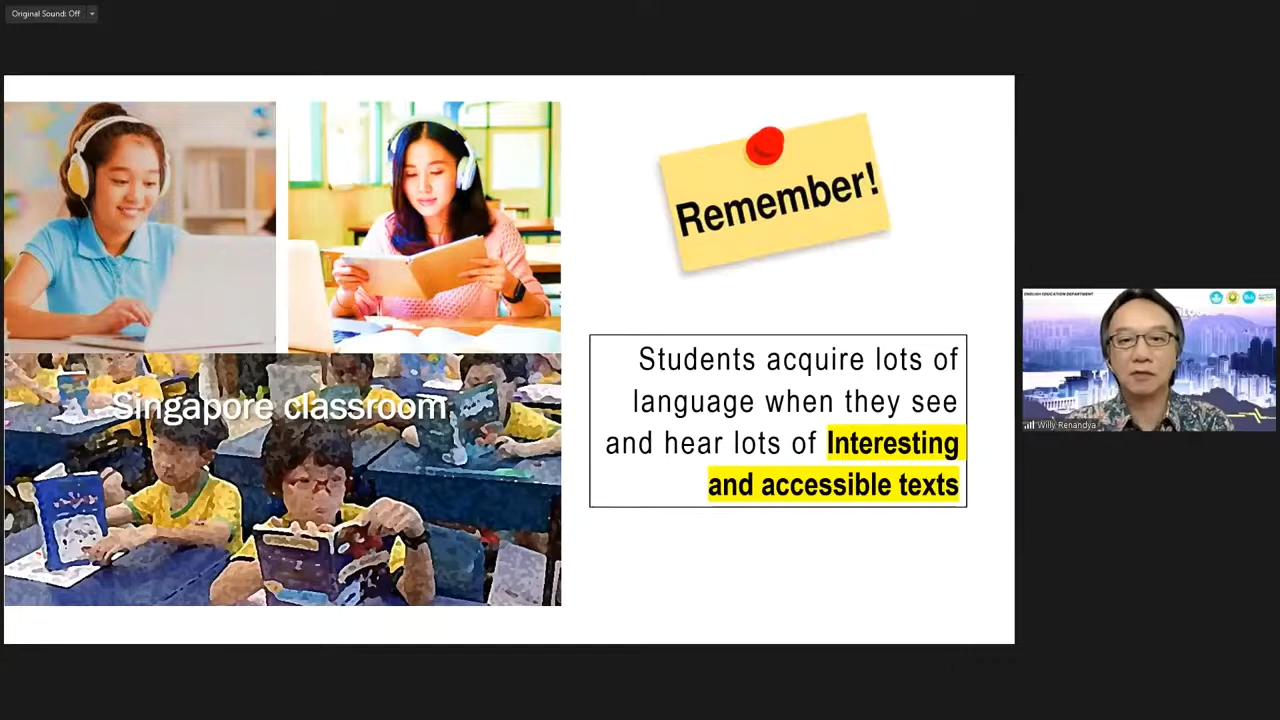 Original Sound: Off
Remember!
Singapore classroom
Students acquire lots of
language when they see
and hear lots of Interesting
and accessible texts
ENGLISH EDUCATION DEPARTMENT
Willy Renandya